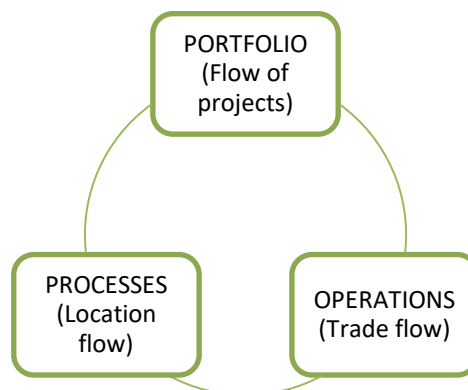 PORTFOLIO
(Flow of
projects)
PROCESSES
(Location
flow)
OPERATIONS
(Trade flow)